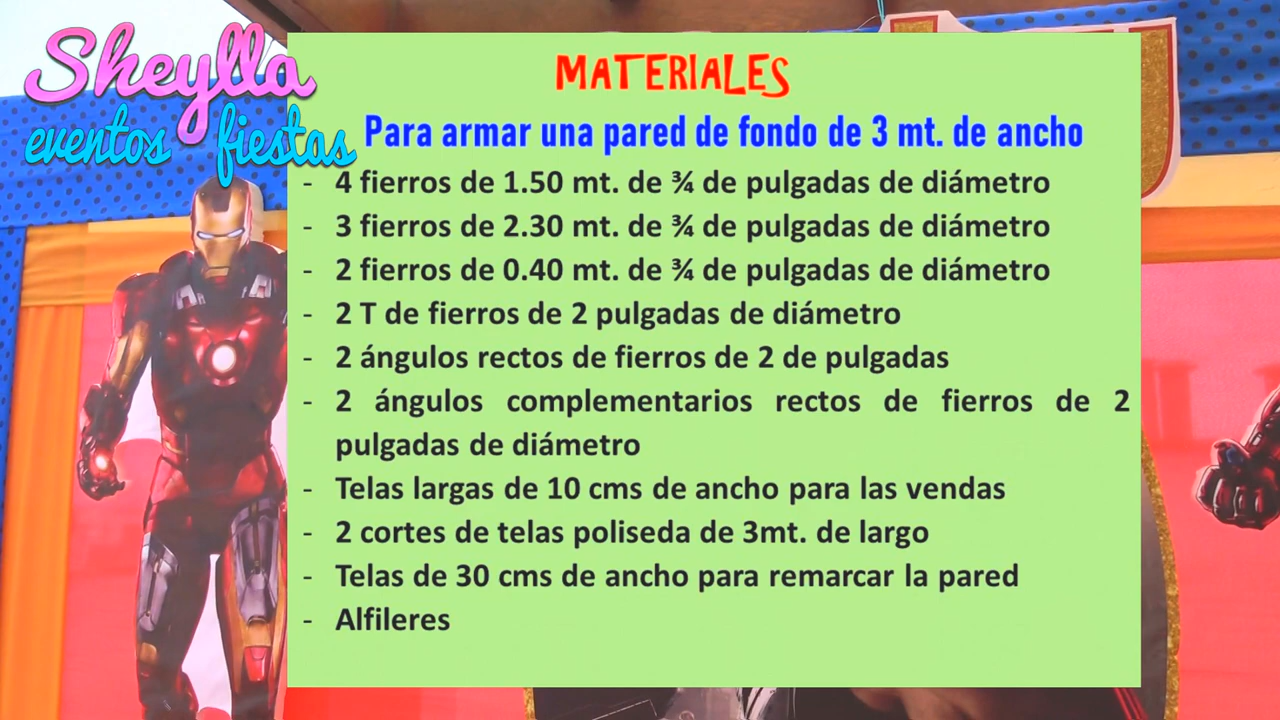 Sheylla
eventos fiestas
MATERIALES
Para armar una pared de fondo de 3 mt. de ancho
- 4 fierros de 1.50 mt. de ¾ de pulgadas de diámetro
- 3 fierros de 2.30 mt. de ¾ de pulgadas de diámetro
- 2 fierros de 0.40 mt. de ¾ de pulgadas de diámetro
- 2 T de fierros de 2 pulgadas de diámetro
- 2 ángulos rectos de fierros de 2 de pulgadas
- 2 ángulos complementarios rectos de fierros de 2
pulgadas de diámetro
- Telas largas de 10 cms de ancho para las vendas
- 2 cortes de telas poliseda de 3mt. de largo
- Telas de 30 cms de ancho para remarcar la pared
- Alfileres